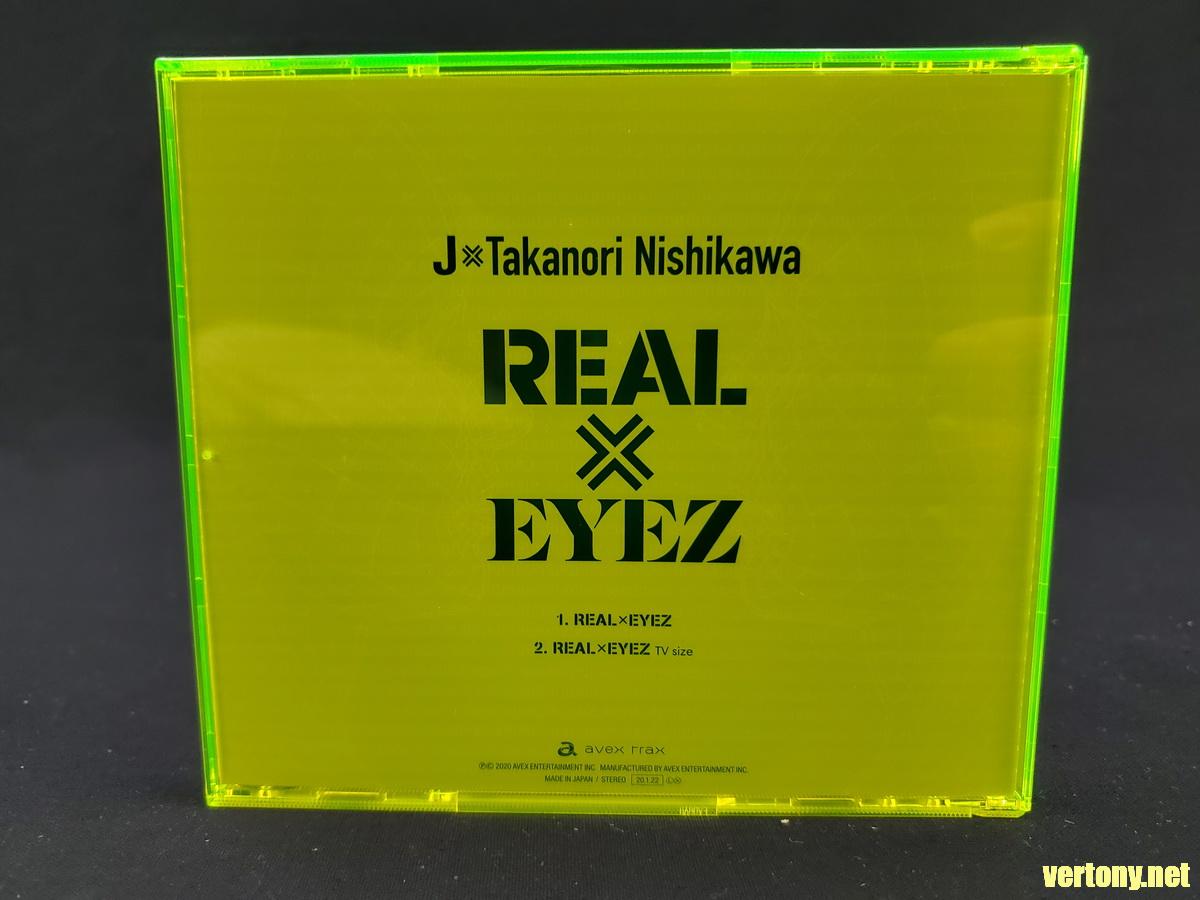 J×Takanori Nishikawa
REAL
×
EYEZ
1. REAL×EYEZ
2. REAL×EYEZ TV size
a avex trax
Ⓟ© 2020 AVEX ENTERTAINMENT INC. MANUFACTURED BY AVEX ENTERTAINMENT INC.
MADE IN JAPAN / STEREO 20.1.22 Ⓛⓧ
vertony.net